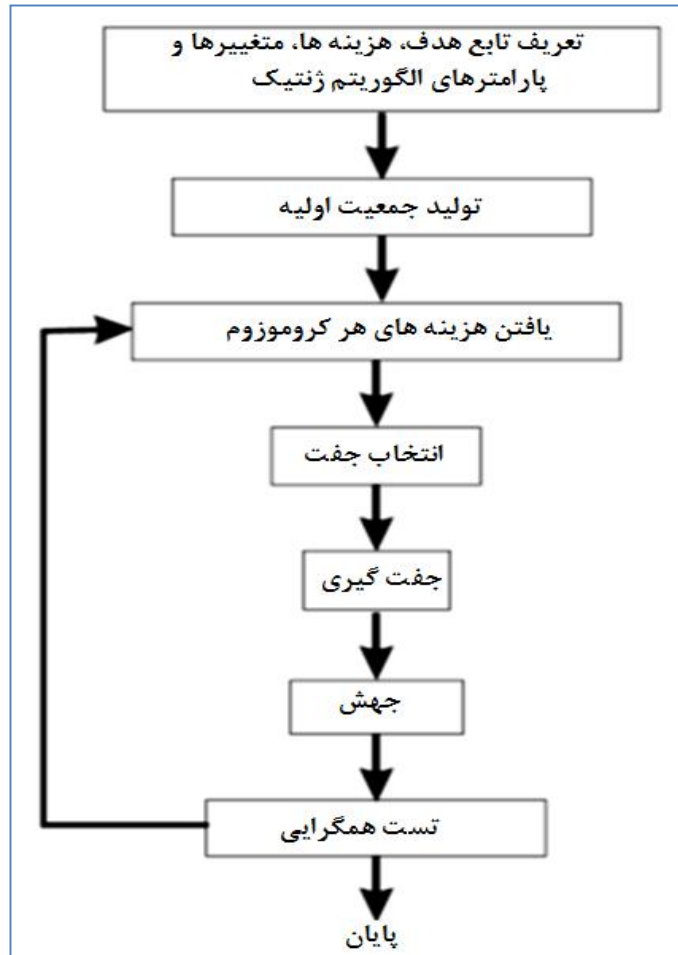 تعریف تابع هدف، هزینه ها، متغییرها و
پارامترهای الگوریتم ژنتیک
تولید جمعیت اولیه
یافتن هزینه های هر کروموزوم
انتخاب جفت
جفت گیری
جهش
تست همگرایی
پایان